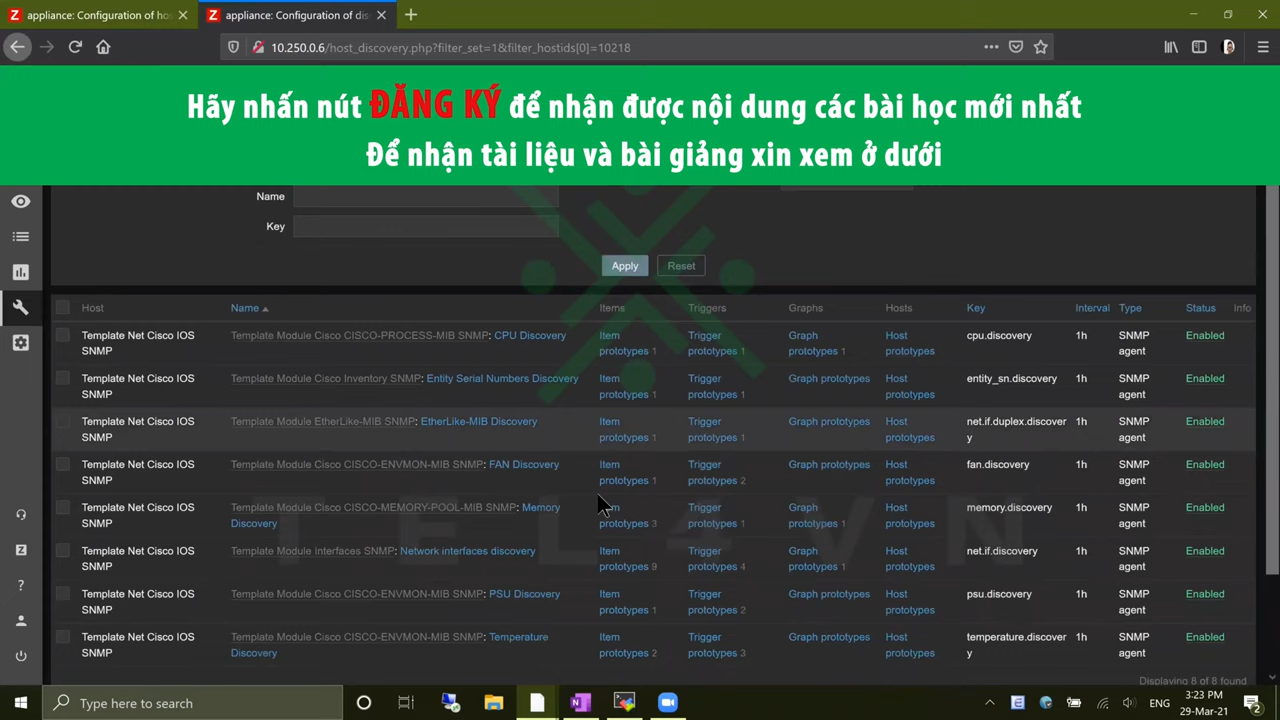 appliance: Configuration of ho
appliance: Configuration of dis
10.250.0.6/host_discovery.php?filter_set=1&filter_hostids[0]=10218
Hãy nhấn nút ĐĂNG KÝ để nhận được nội dung các bài học mới nhất
Để nhận tài liệu và bài giảng xin xem ở dưới
Name
Key
Apply Reset
Host Name Items Triggers Graphs Hosts Key Interval Type Status Info
Template Net Cisco IOS Template Module Cisco CISCO-PROCESS-MIB SNMP: CPU Discovery Item Trigger Graph Host cpu.discovery 1h SNMP Enabled
SNMP prototypes 1 prototypes 1 prototypes 1 prototypes agent
Template Net Cisco IOS Template Module Cisco Inventory SNMP: Entity Serial Numbers Discovery Item Trigger Graph prototypes Host entity_sn.discovery 1h SNMP Enabled
SNMP prototypes 1 prototypes 1 prototypes agent
Template Net Cisco IOS Template Module EtherLike-MIB SNMP: EtherLike-MIB Discovery Item Trigger Graph prototypes Host net.if.duplex.discover 1h SNMP Enabled
SNMP prototypes 1 prototypes 1 prototypes y agent
Template Net Cisco IOS Template Module Cisco CISCO-ENVMON-MIB SNMP: FAN Discovery Item Trigger Graph prototypes Host fan.discovery 1h SNMP Enabled
SNMP prototypes 1 prototypes 2 prototypes agent
Template Net Cisco IOS Template Module Cisco CISCO-MEMORY-POOL-MIB SNMP: Memory Item Trigger Graph Host memory.discovery 1h SNMP Enabled
SNMP Discovery prototypes 3 prototypes 1 prototypes 1 prototypes agent
Template Net Cisco IOS Template Module Interfaces SNMP: Network interfaces discovery Item Trigger Graph Host net.if.discovery 1h SNMP Enabled
SNMP prototypes 9 prototypes 4 prototypes 1 prototypes agent
Template Net Cisco IOS Template Module Cisco CISCO-ENVMON-MIB SNMP: PSU Discovery Item Trigger Graph prototypes Host psu.discovery 1h SNMP Enabled
SNMP prototypes 1 prototypes 2 prototypes agent
Template Net Cisco IOS Template Module Cisco CISCO-ENVMON-MIB SNMP: Temperature Item Trigger Graph prototypes Host temperature.discover 1h SNMP Enabled
SNMP Discovery prototypes 2 prototypes 3 prototypes y agent
Displaying 8 of 8 found
TEL4VN
Type here to search
ENG
3:23 PM
29-Mar-21
2